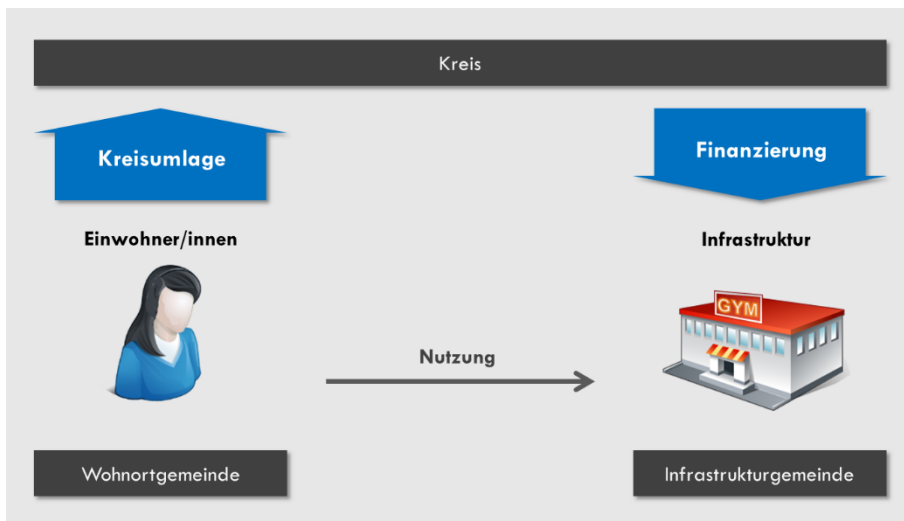 Kreis
Kreisumlage
Finanzierung
Einwohner/innen
Infrastruktur
GYM
Nutzung
Wohnortgemeinde
Infrastrukturgemeinde